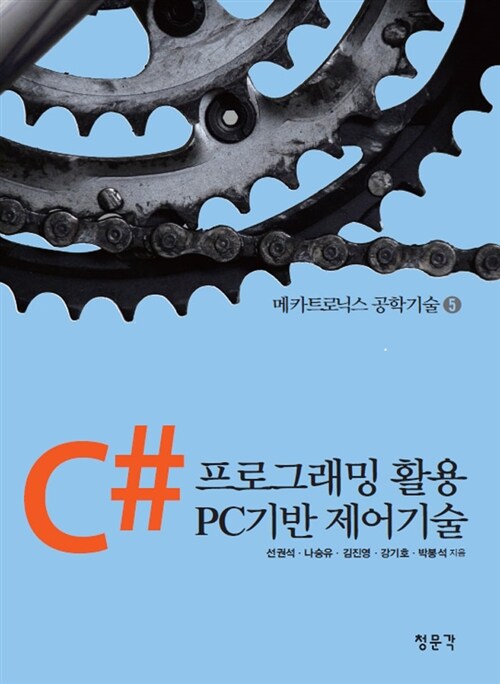 메카트로닉스 공학기술 5
C# 프로그래밍 활용
PC기반 제어기술
선권석 · 나승유 · 김진영 · 강기호 · 박봉석 지음
청문각